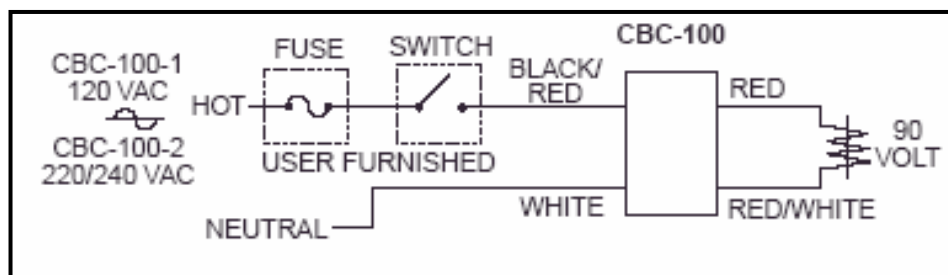 CBC-100-1
120 VAC
CBC-100-2
220/240 VAC
HOT
FUSE
SWITCH
USER FURNISHED
NEUTRAL
BLACK/
RED
WHITE
CBC-100
RED
RED/WHITE
90
VOLT